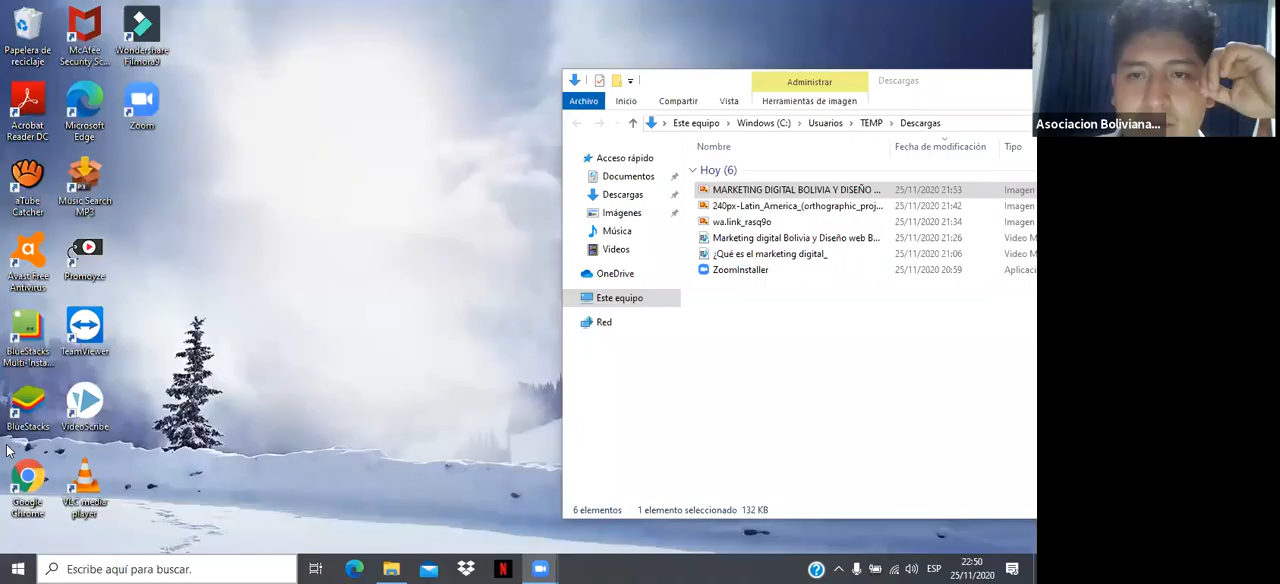 Papelera de
reciclaje
McAfee
Security Sc...
Wondershare
Filmora9
Acrobat
Reader DC
Microsoft
Edge
Zoom
aTube
Catcher
Music Search
MP3
Avast Free
Antivirus
Promoyze
BlueStacks
Multi-Insta...
TeamViewer
BlueStacks
VideoScribe
Google
Chrome
VLC media
player
Administrar
Descargas
Archivo
Inicio
Compartir
Vista
Herramientas de imagen
Este equipo > Windows (C:) > Usuarios > TEMP > Descargas
Acceso rápido
Documentos
Descargas
Imágenes
Música
Videos
OneDrive
Este equipo
Red
Nombre Fecha de modificación Tipo
Hoy (6)
MARKETING DIGITAL BOLIVIA Y DISEÑO ... 25/11/2020 21:53 Imagen
240px-Latin_America_(orthographic_proj... 25/11/2020 21:42 Imagen
wa.link_rasq9o 25/11/2020 21:34 Imagen
Marketing digital Bolivia y Diseño web B... 25/11/2020 21:26 Video M
¿Qué es el marketing digital_ 25/11/2020 21:06 Video M
ZoomInstaller 25/11/2020 20:59 Aplicaci
6 elementos 1 elemento seleccionado 132 KB
Asociacion Boliviana...
Escribe aquí para buscar.
ESP
22:50
25/11/2020